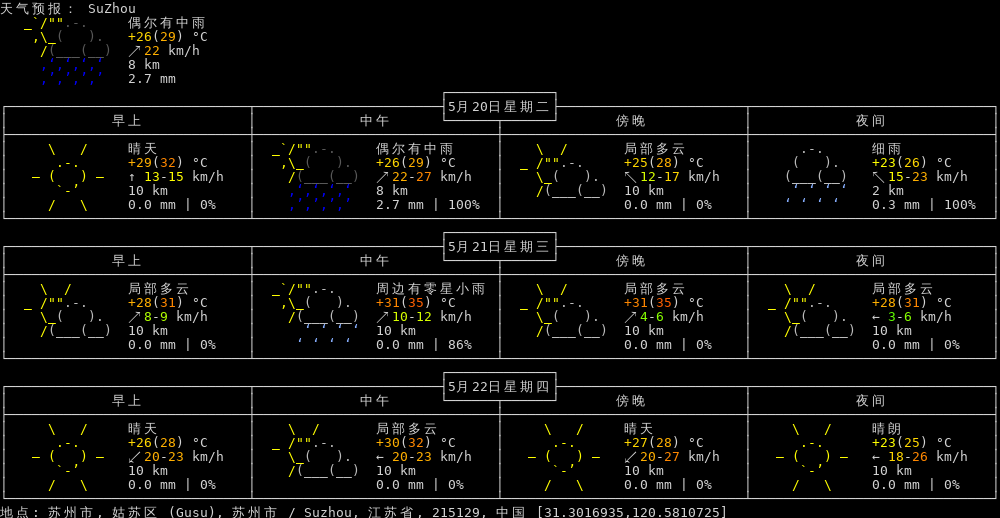 天气预报： SuZhou
偶尔有中雨
+26(29) °C
↗22 km/h
8 km
2.7 mm
5月20日星期二
早上 中午 傍晚 夜间
晴天 偶尔有中雨 局部多云 细雨
+29(32) °C +26(29) °C +25(28) °C +23(26) °C
↑ 13-15 km/h ↗22-27 km/h ↖12-17 km/h ↖15-23 km/h
10 km 8 km 10 km 2 km
0.0 mm | 0% 2.7 mm | 100% 0.0 mm | 0% 0.3 mm | 100%
5月21日星期三
早上 中午 傍晚 夜间
局部多云 周边有零星小雨 局部多云 局部多云
+28(31) °C +31(35) °C +31(35) °C +28(31) °C
↗8-9 km/h ↗10-12 km/h ↗4-6 km/h ← 3-6 km/h
10 km 10 km 10 km 10 km
0.0 mm | 0% 0.0 mm | 86% 0.0 mm | 0% 0.0 mm | 0%
5月22日星期四
早上 中午 傍晚 夜间
晴天 局部多云 晴天 晴朗
+26(28) °C +30(32) °C +27(28) °C +23(25) °C
↙20-23 km/h ← 20-23 km/h ↙20-27 km/h ← 18-26 km/h
10 km 10 km 10 km 10 km
0.0 mm | 0% 0.0 mm | 0% 0.0 mm | 0% 0.0 mm | 0%
地点: 苏州市, 姑苏区 (Gusu), 苏州市 / Suzhou, 江苏省, 215129, 中国 [31.3016935,120.5810725]